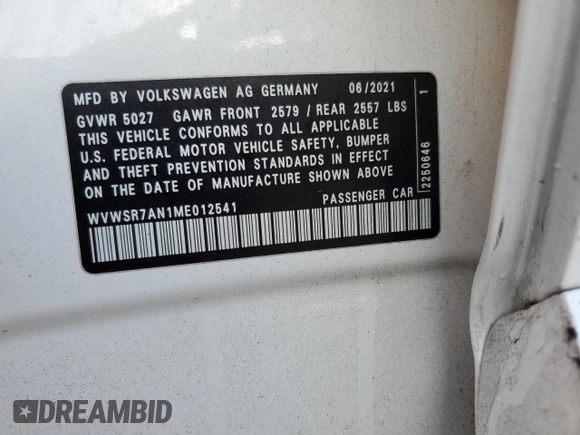 MFD BY VOLKSWAGEN AG GERMANY 06/2021
GVWR 5027 GAWR FRONT 2579 / REAR 2557 LBS
THIS VEHICLE CONFORMS TO ALL APPLICABLE
U.S. FEDERAL MOTOR VEHICLE SAFETY, BUMPER
AND THEFT PREVENTION STANDARDS IN EFFECT
ON DATE OF MANUFACTURE SHOWN ABOVE
WVWSR7AN1ME012541 PASSENGER CAR
2250646 1
DREAMBID